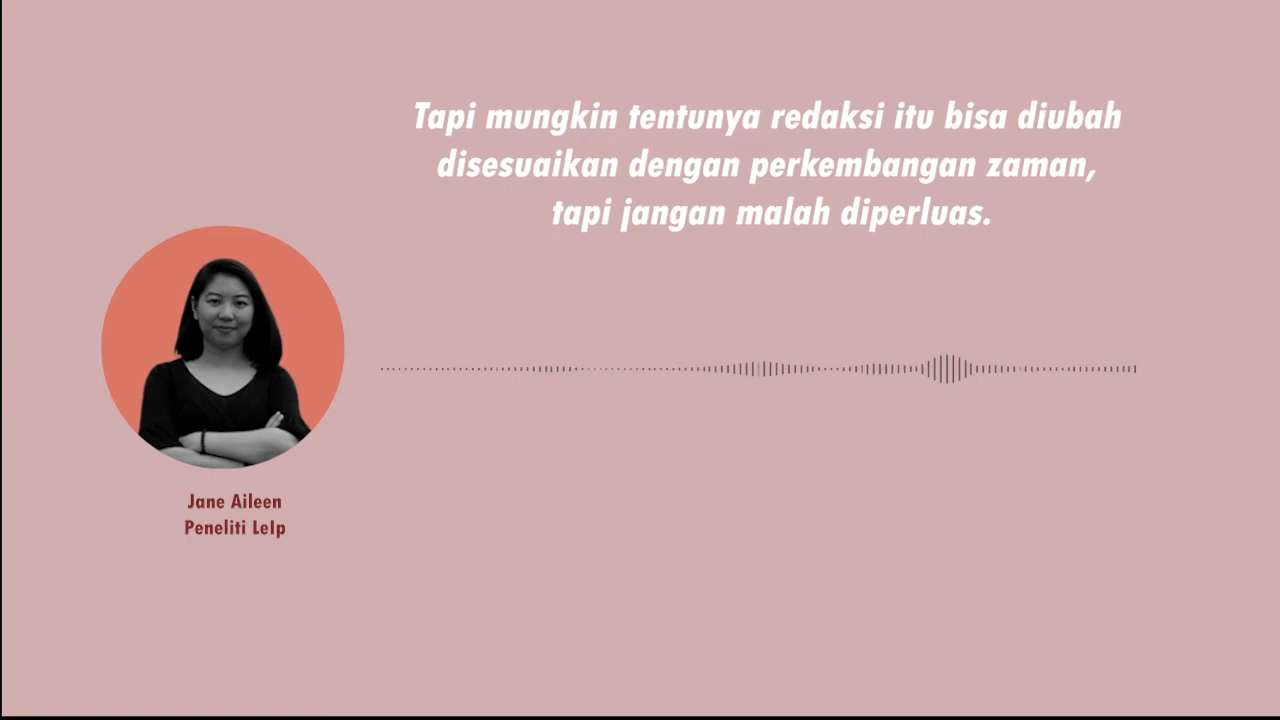 Tapi mungkin tentunya redaksi itu bisa diubah
disesuaikan dengan perkembangan zaman,
tapi jangan malah diperluas.
Jane Aileen
Peneliti LeIp